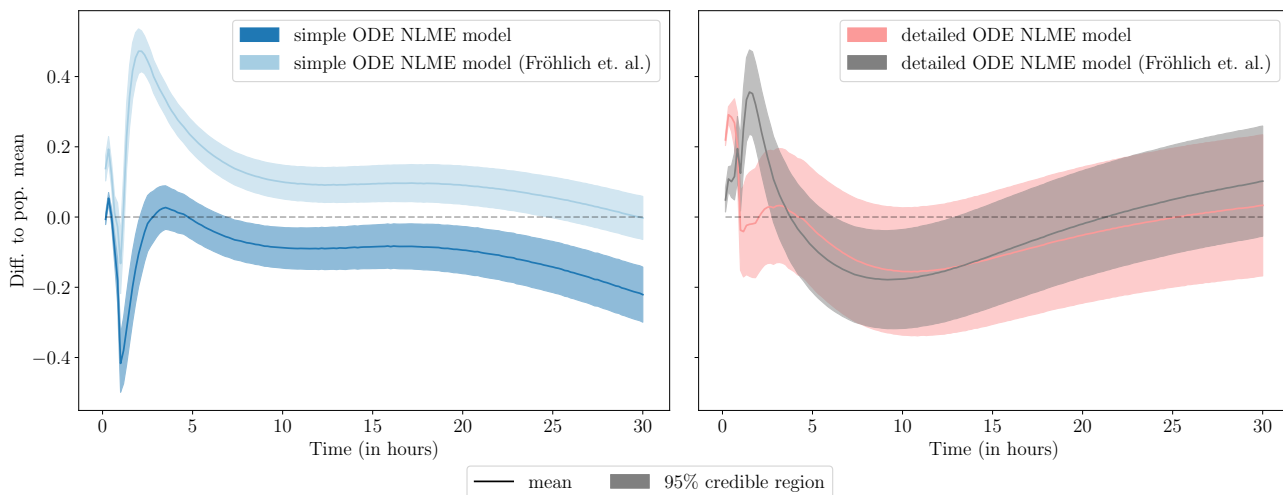 simple ODE NLME model
simple ODE NLME model (Fröhlich et. al.)
detailed ODE NLME model
detailed ODE NLME model (Fröhlich et. al.)
Diff. to pop. mean
0.4
0.2
0.0
−0.2
−0.4
0 5 10 15 20 25 30
0 5 10 15 20 25 30
Time (in hours)
Time (in hours)
mean
95% credible region